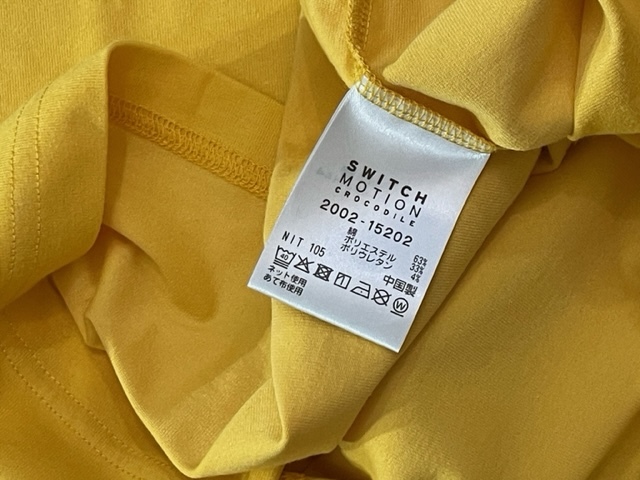 SWITCH
MOTION
CROCODILE
2002-15202
綿 63%
ポリエステル 33%
ポリウレタン 4%
NIT 105
中国製
40
W
ネット使用
あて布使用